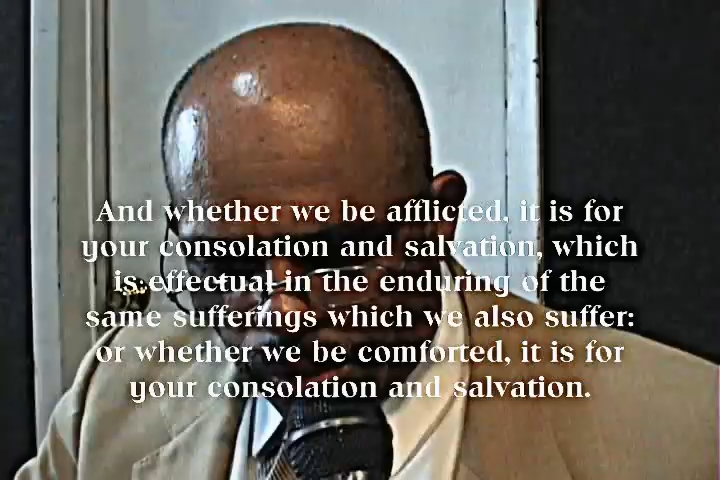 And whether we be afflicted, it is for
your consolation and salvation, which
is effectual in the enduring of the
same sufferings which we also suffer:
or whether we be comforted, it is for
your consolation and salvation.